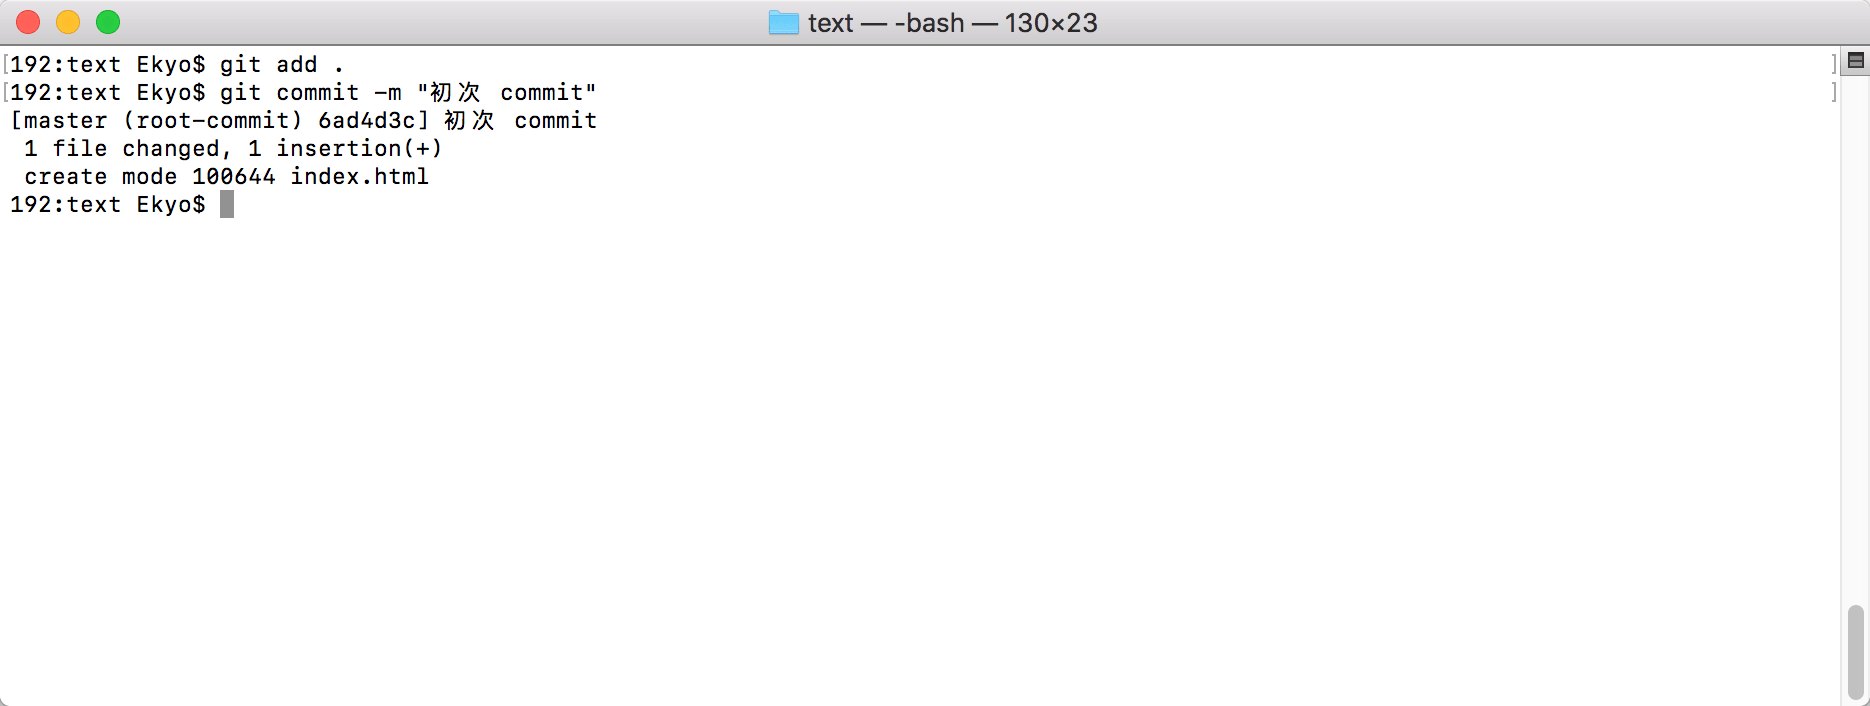 text — -bash — 130×23
[192:text Ekyo$ git add . ]
[192:text Ekyo$ git commit -m "初次 commit" ]
[master (root-commit) 6ad4d3c] 初次 commit
 1 file changed, 1 insertion(+)
 create mode 100644 index.html
192:text Ekyo$